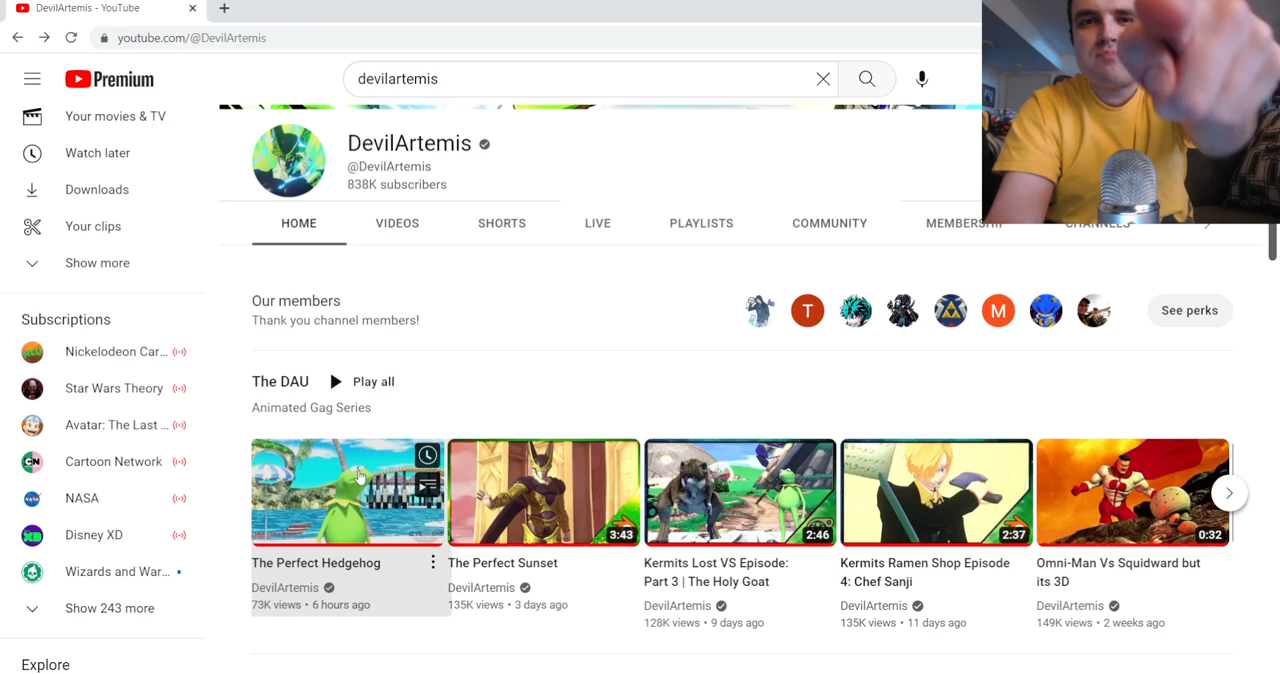 DevilArtemis - YouTube
youtube.com/@DevilArtemis
Premium
devilartemis
Your movies & TV
Watch later
Downloads
Your clips
Show more
Subscriptions
Nickelodeon Car...
Star Wars Theory
Avatar: The Last ...
Cartoon Network
NASA
Disney XD
Wizards and War...
Show 243 more
Explore
DevilArtemis
@DevilArtemis
838K subscribers
HOME VIDEOS SHORTS LIVE PLAYLISTS COMMUNITY MEMBERSHIP CHANNELS
Our members
Thank you channel members!
T
M
See perks
The DAU Play all
Animated Gag Series
The Perfect Hedgehog
DevilArtemis
73K views • 6 hours ago
3:43
The Perfect Sunset
DevilArtemis
135K views • 3 days ago
2:46
Kermits Lost VS Episode:
Part 3 | The Holy Goat
DevilArtemis
128K views • 9 days ago
2:37
Kermits Ramen Shop Episode
4: Chef Sanji
DevilArtemis
135K views • 11 days ago
0:32
Omni-Man Vs Squidward but
its 3D
DevilArtemis
149K views • 2 weeks ago